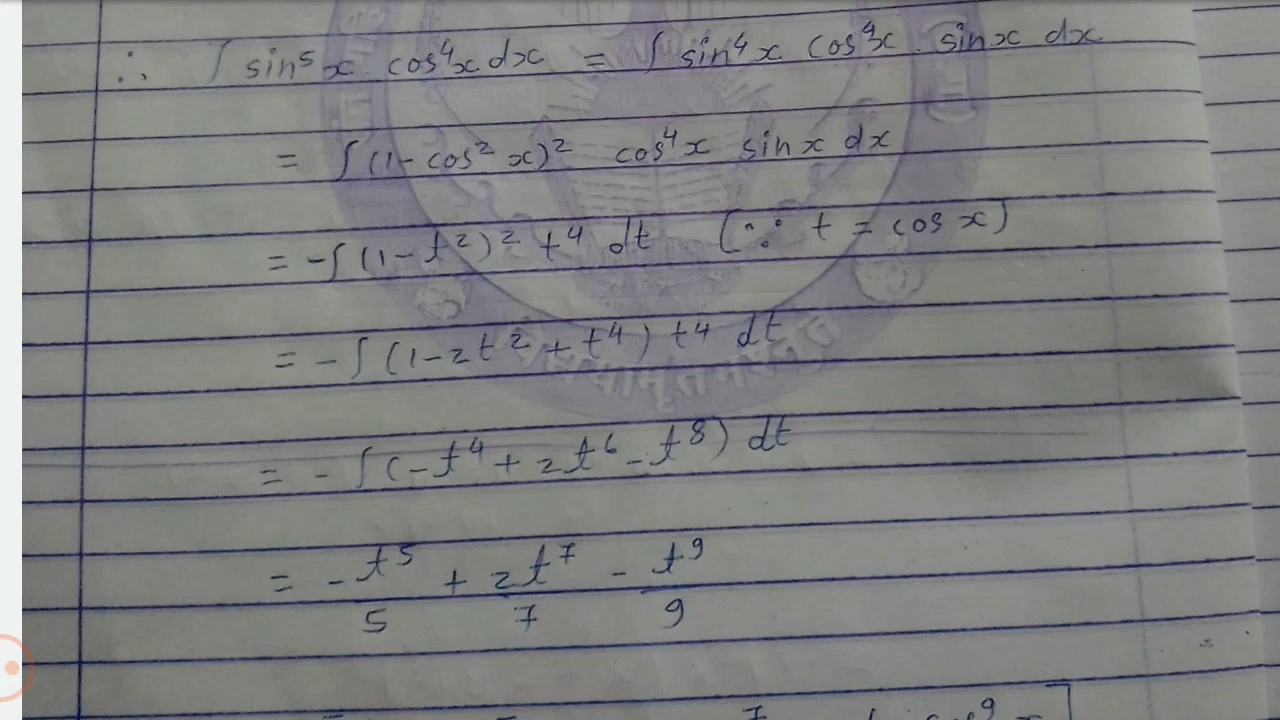 ∴ ∫ sin⁵x cos⁴x dx = ∫ sin⁴x cos⁴x . sinx dx
= ∫(1-cos² x)² cos⁴x sinx dx
= -∫(1-t²)² t⁴ dt (∵ t = cos x)
= -∫(1-2t² + t⁴) t⁴ dt
= -∫(-t⁴ + 2t⁶ - t⁸) dt
= -t⁵/5 + 2t⁷/7 - t⁹/9